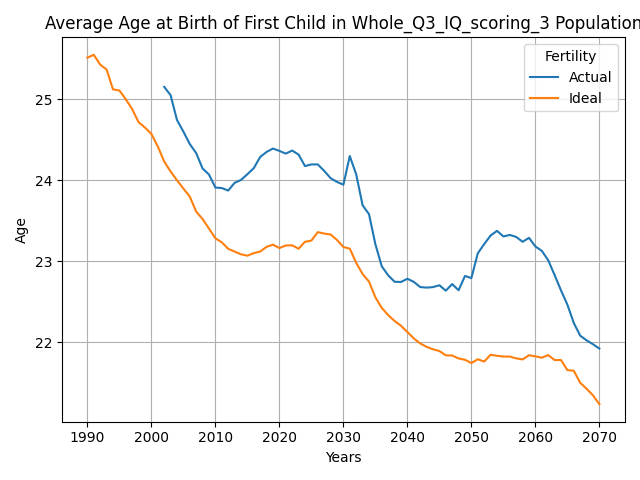 Average Age at Birth of First Child in Whole_Q3_IQ_scoring_3 Population
Fertility
Actual
Ideal
Age
25
24
23
22
1990 2000 2010 2020 2030 2040 2050 2060 2070
Years